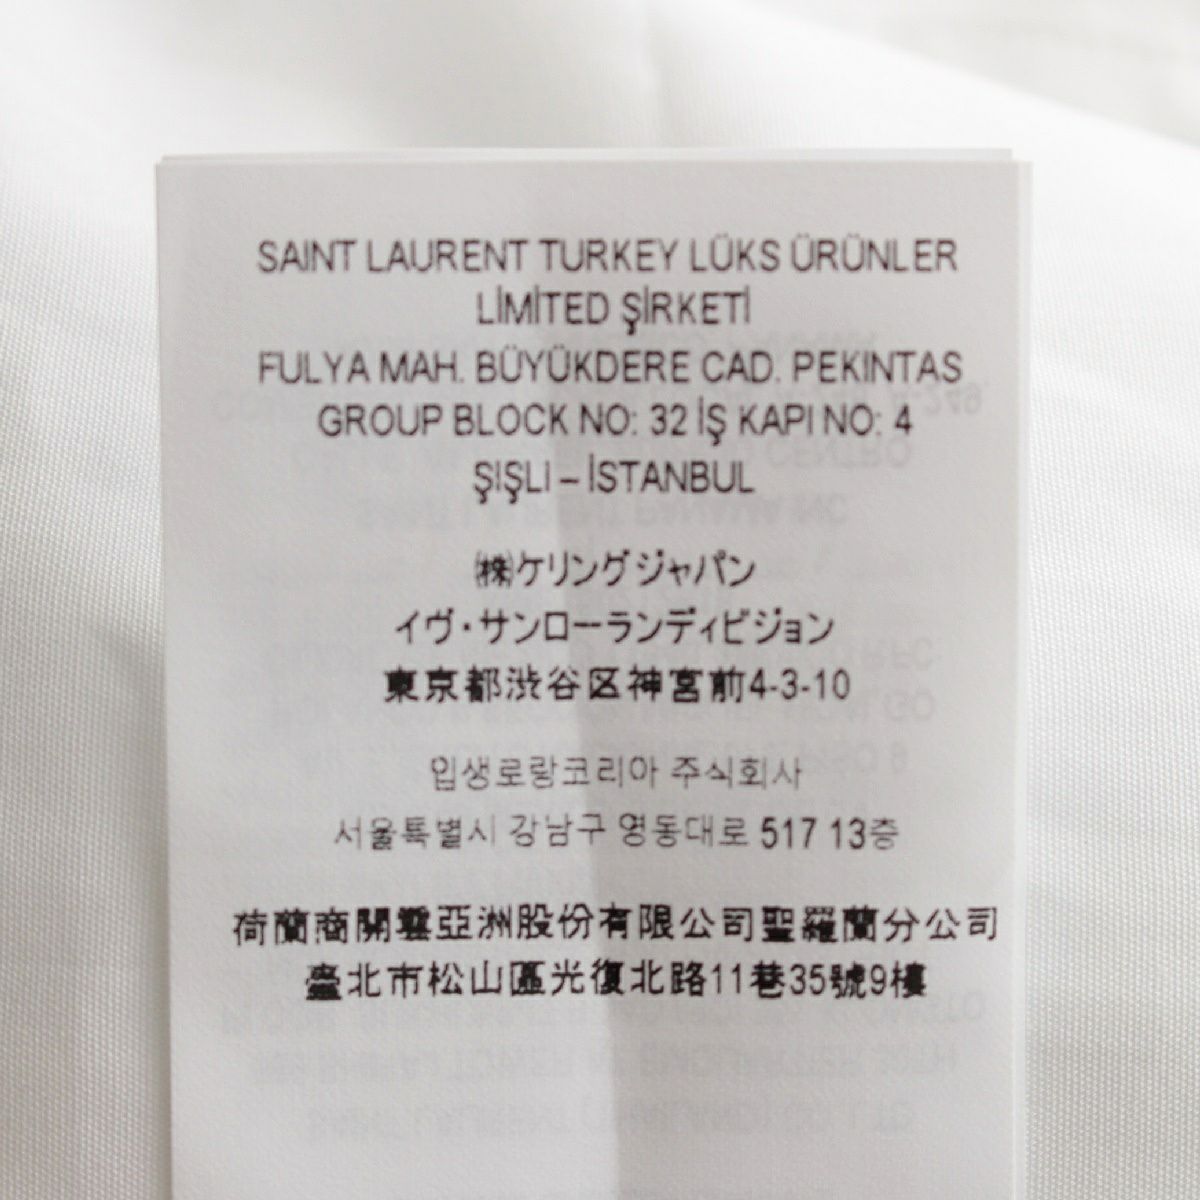 SAINT LAURENT TURKEY LÜKS ÜRÜNLER
LİMİTED ŞİRKETİ
FULYA MAH. BÜYÜKDERE CAD. PEKINTAS
GROUP BLOCK NO: 32 İŞ KAPI NO: 4
ŞIŞLI – İSTANBUL
㈱ケリングジャパン
イヴ・サンローランディビジョン
東京都渋谷区神宮前4-3-10
입생로랑코리아 주식회사
서울특별시 강남구 영동대로 517 13층
荷蘭商開雲亞洲股份有限公司聖羅蘭分公司
臺北市松山區光復北路11巷35號9樓